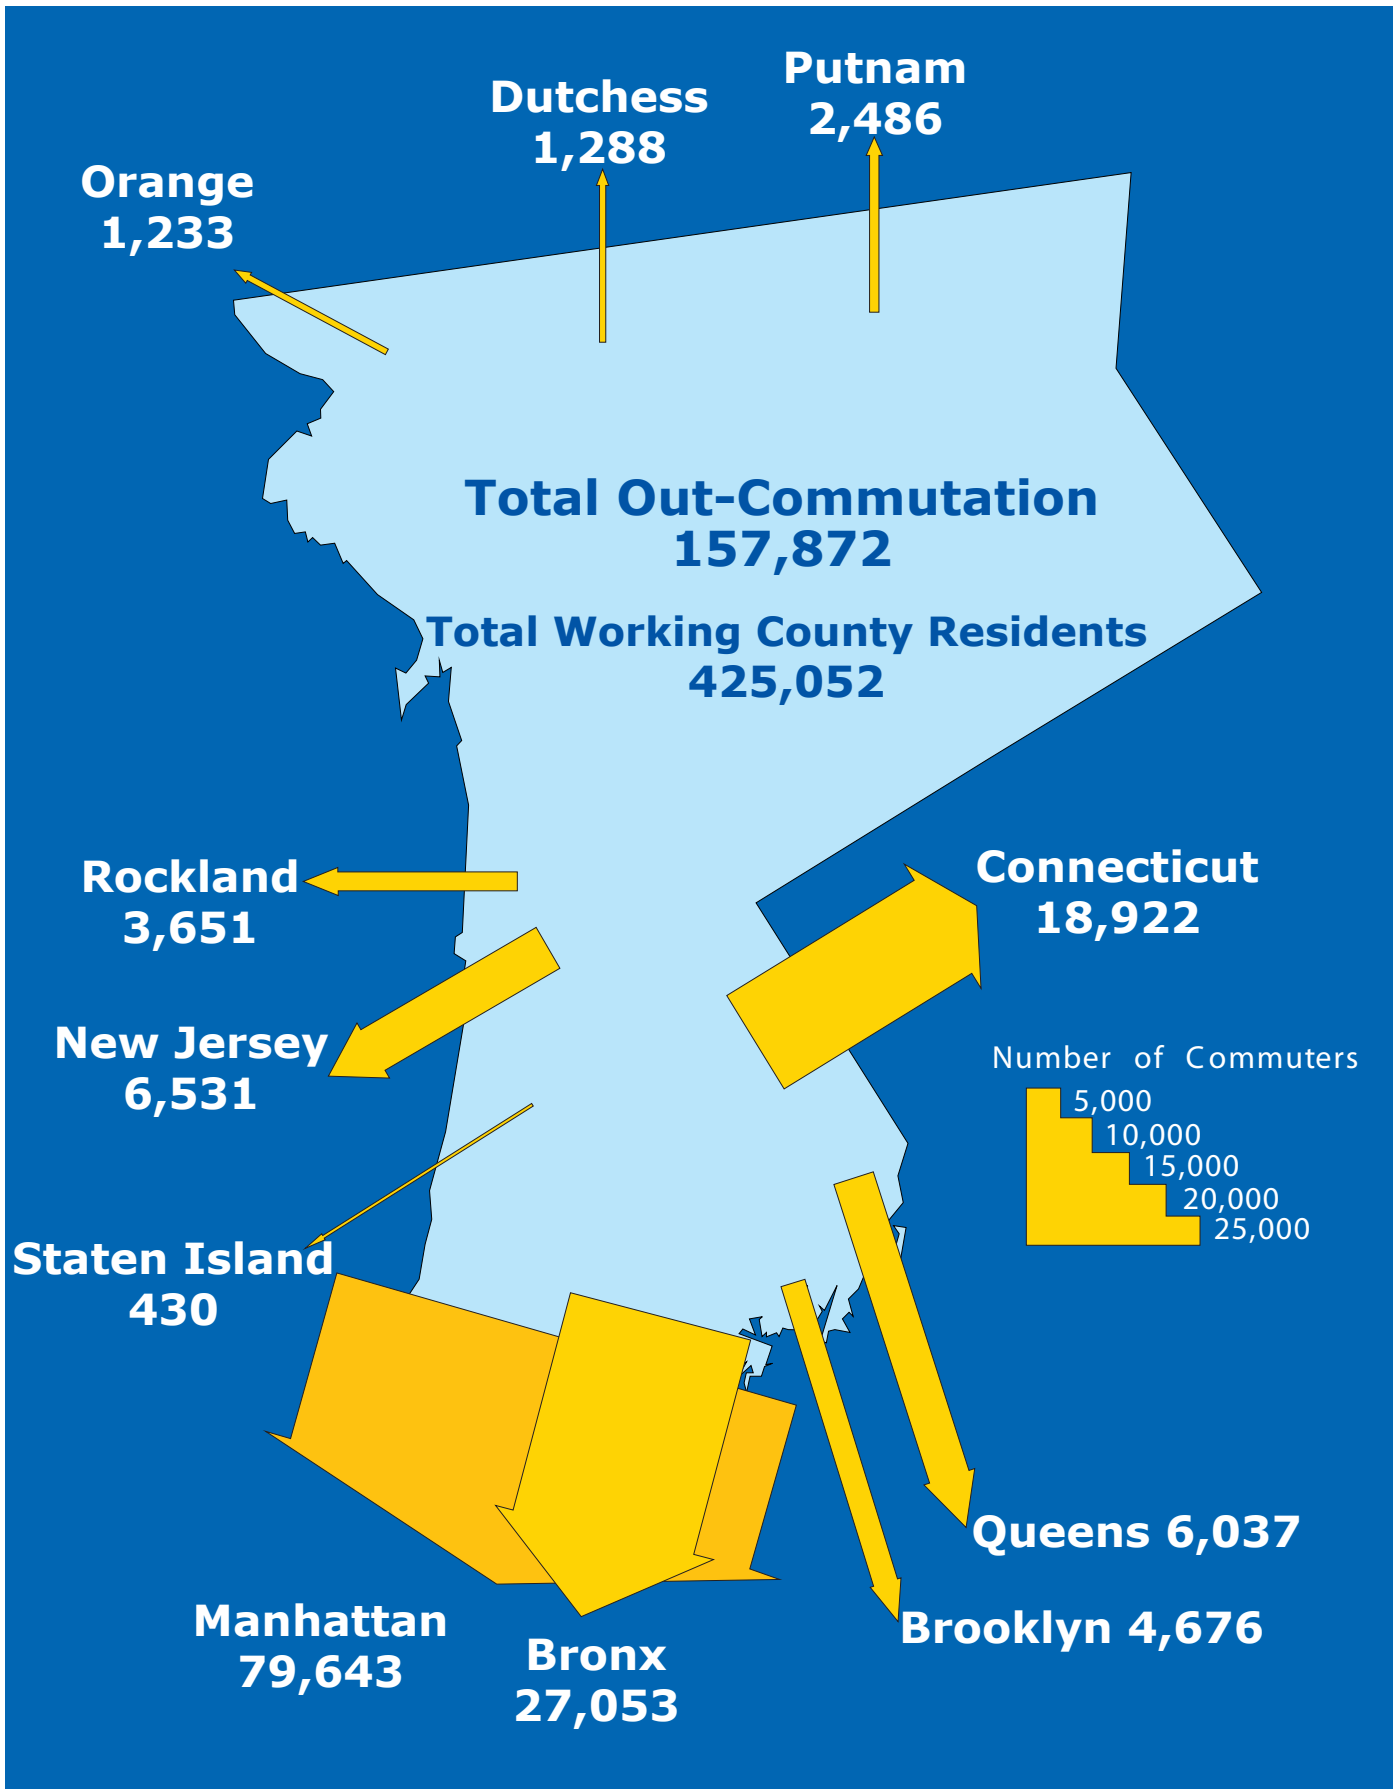 Putnam
2,486
Dutchess
1,288
Orange
1,233
Total Out-Commutation
157,872
Total Working County Residents
425,052
Rockland
3,651
Connecticut
18,922
New Jersey
6,531
Number of Commuters
5,000
10,000
15,000
20,000
25,000
Staten Island
430
Queens 6,037
Brooklyn 4,676
Manhattan
79,643
Bronx
27,053